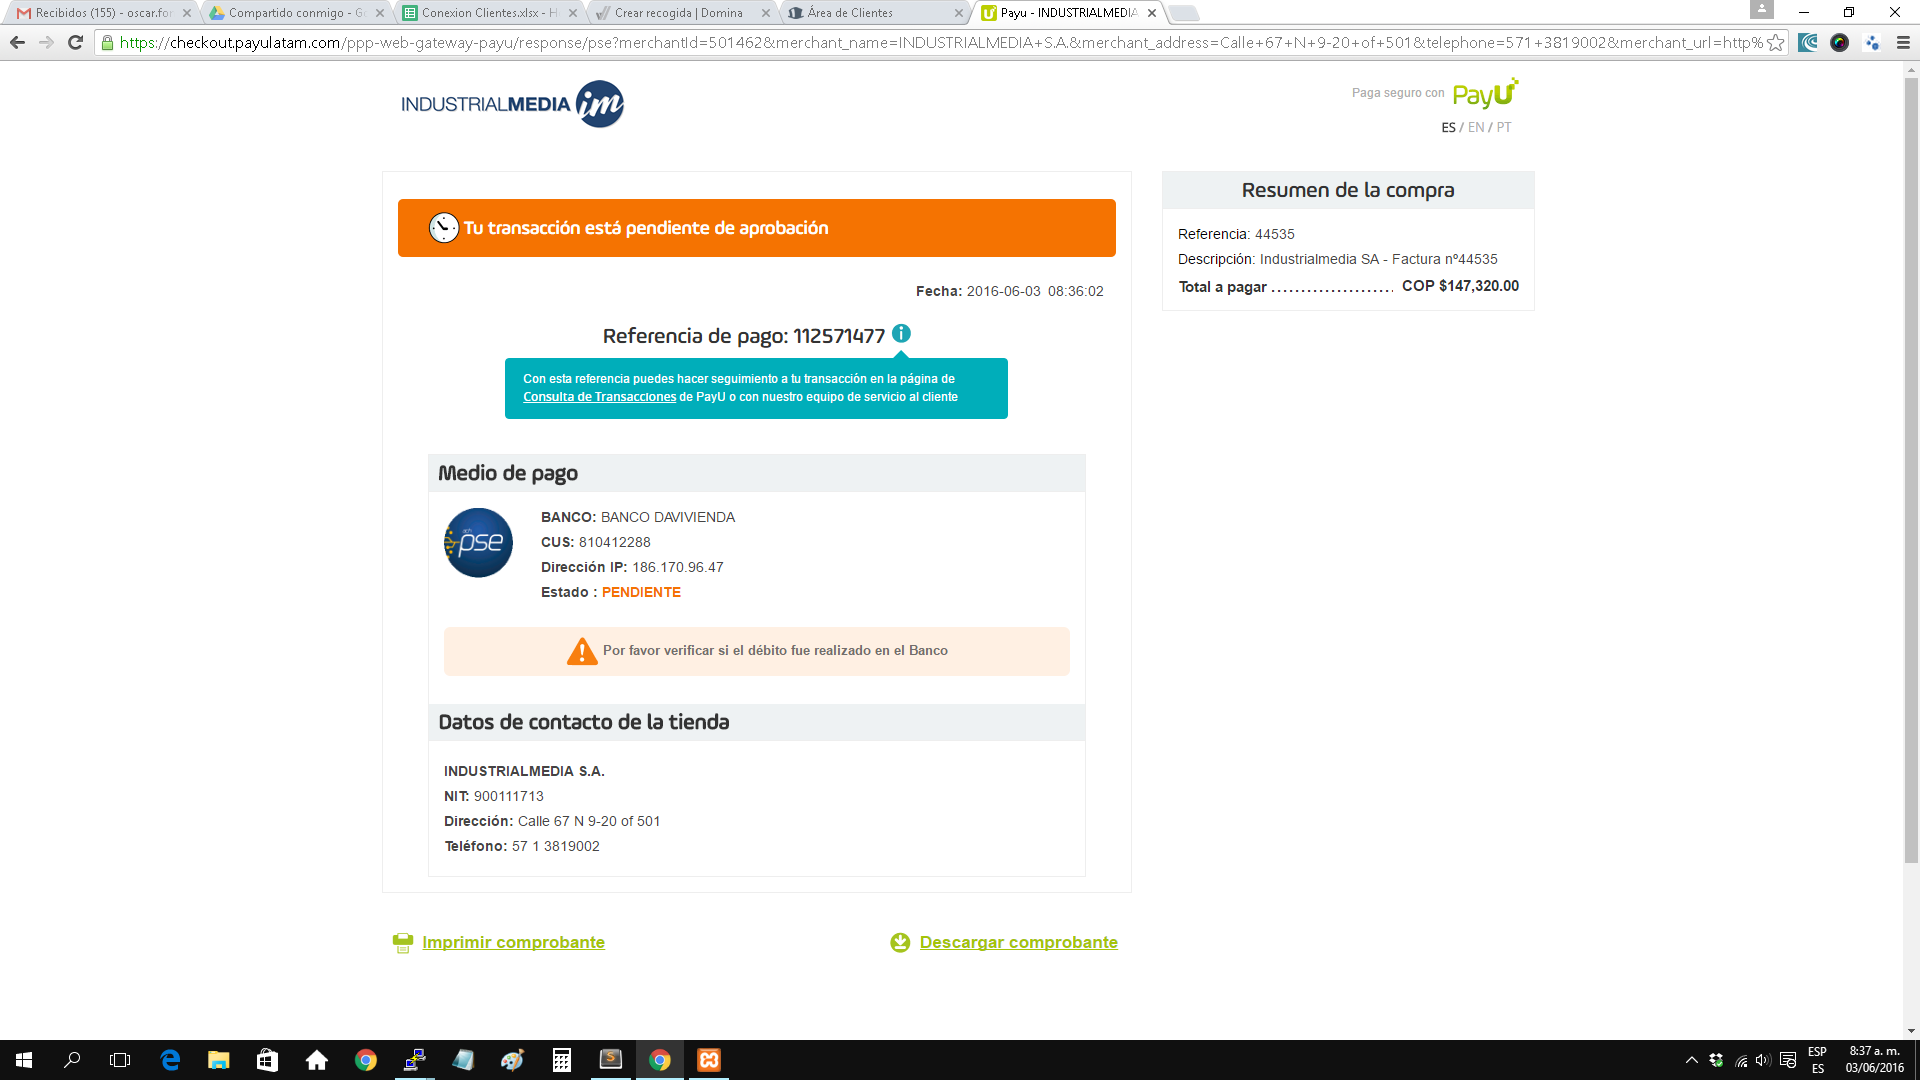 Recibidos (155) - oscar.for
Compartido conmigo - G
Conexion Clientes.xlsx - H
Crear recogida | Domina
Área de Clientes
Payu - INDUSTRIALMEDIA
https://checkout.payulatam.com/ppp-web-gateway-payu/response/pse?merchantId=501462&merchant_name=INDUSTRIALMEDIA+S.A.&merchant_address=Calle+67+N+9-20+of+501&telephone=571+3819002&merchant_url=http%
INDUSTRIALMEDIA im
Paga seguro con PayU
ES / EN / PT
Tu transacción está pendiente de aprobación
Fecha: 2016-06-03 08:36:02
Referencia de pago: 112571477 i
Con esta referencia puedes hacer seguimiento a tu transacción en la página de
Consulta de Transacciones de PayU o con nuestro equipo de servicio al cliente
Medio de pago
ach
pse
BANCO: BANCO DAVIVIENDA
CUS: 810412288
Dirección IP: 186.170.96.47
Estado : PENDIENTE
Por favor verificar si el débito fue realizado en el Banco
Datos de contacto de la tienda
INDUSTRIALMEDIA S.A.
NIT: 900111713
Dirección: Calle 67 N 9-20 of 501
Teléfono: 57 1 3819002
Imprimir comprobante
Descargar comprobante
Resumen de la compra
Referencia: 44535
Descripción: Industrialmedia SA - Factura nº44535
Total a pagar ..................... COP $147,320.00
ESP
ES
8:37 a. m.
03/06/2016